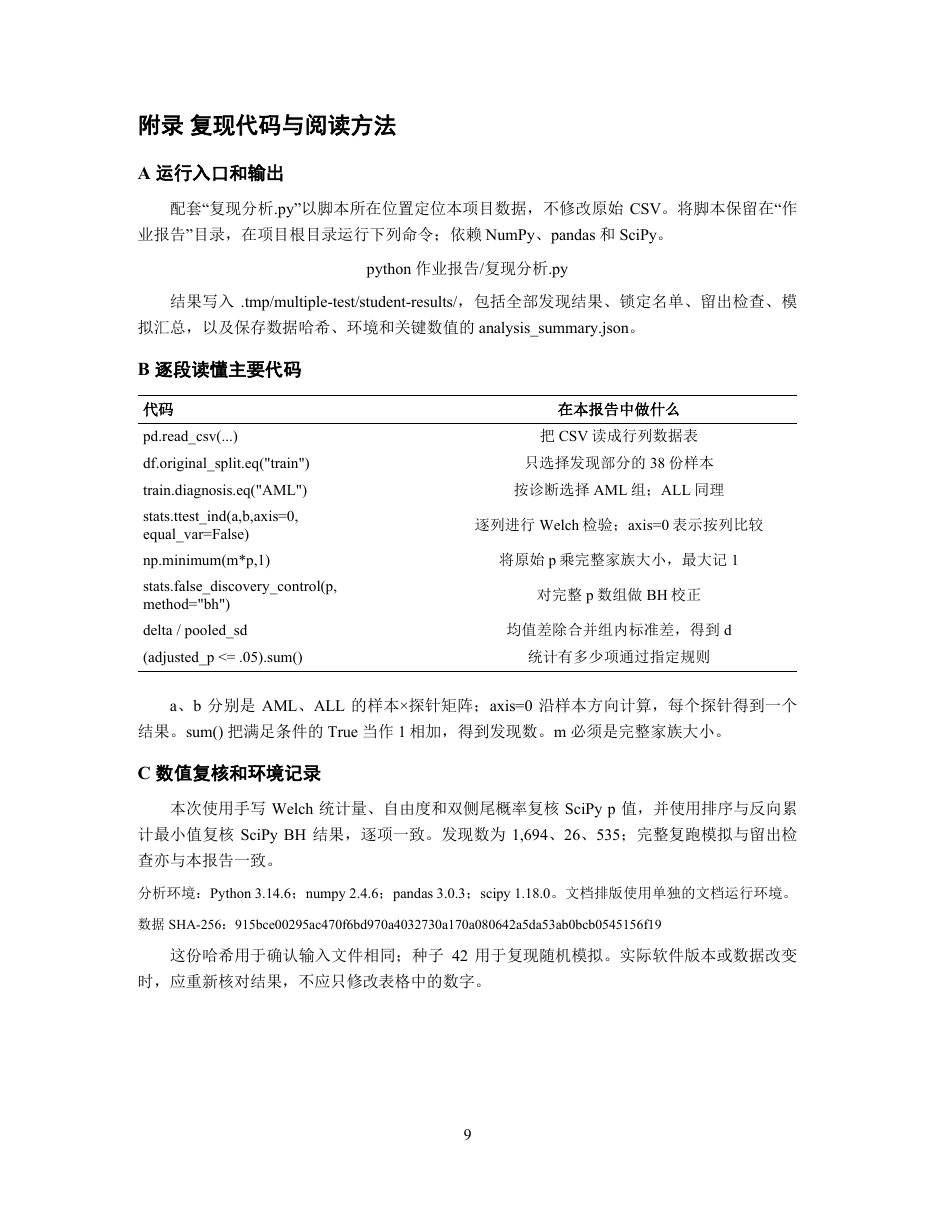 附录 复现代码与阅读方法
A 运行入口和输出
配套“复现分析.py”以脚本所在位置定位本项目数据，不修改原始 CSV。将脚本保留在“作
业报告”目录，在项目根目录运行下列命令；依赖 NumPy、pandas 和 SciPy。
python 作业报告/复现分析.py
结果写入 .tmp/multiple-test/student-results/，包括全部发现结果、锁定名单、留出检查、模
拟汇总，以及保存数据哈希、环境和关键数值的 analysis_summary.json。
B 逐段读懂主要代码
代码 在本报告中做什么
pd.read_csv(...) 把 CSV 读成行列数据表
df.original_split.eq("train") 只选择发现部分的 38 份样本
train.diagnosis.eq("AML") 按诊断选择 AML 组；ALL 同理
stats.ttest_ind(a,b,axis=0,
equal_var=False) 逐列进行 Welch 检验；axis=0 表示按列比较
np.minimum(m*p,1) 将原始 p 乘完整家族大小，最大记 1
stats.false_discovery_control(p,
method="bh") 对完整 p 数组做 BH 校正
delta / pooled_sd 均值差除合并组内标准差，得到 d
(adjusted_p <= .05).sum() 统计有多少项通过指定规则
a、b 分别是 AML、ALL 的样本×探针矩阵；axis=0 沿样本方向计算，每个探针得到一个
结果。sum() 把满足条件的 True 当作 1 相加，得到发现数。m 必须是完整家族大小。
C 数值复核和环境记录
本次使用手写 Welch 统计量、自由度和双侧尾概率复核 SciPy p 值，并使用排序与反向累
计最小值复核 SciPy BH 结果，逐项一致。发现数为 1,694、26、535；完整复跑模拟与留出检
查亦与本报告一致。
分析环境：Python 3.14.6；numpy 2.4.6；pandas 3.0.3；scipy 1.18.0。文档排版使用单独的文档运行环境。
数据 SHA-256：915bce00295ac470f6bd970a4032730a170a080642a5da53ab0bcb0545156f19
这份哈希用于确认输入文件相同；种子 42 用于复现随机模拟。实际软件版本或数据改变
时，应重新核对结果，不应只修改表格中的数字。
9